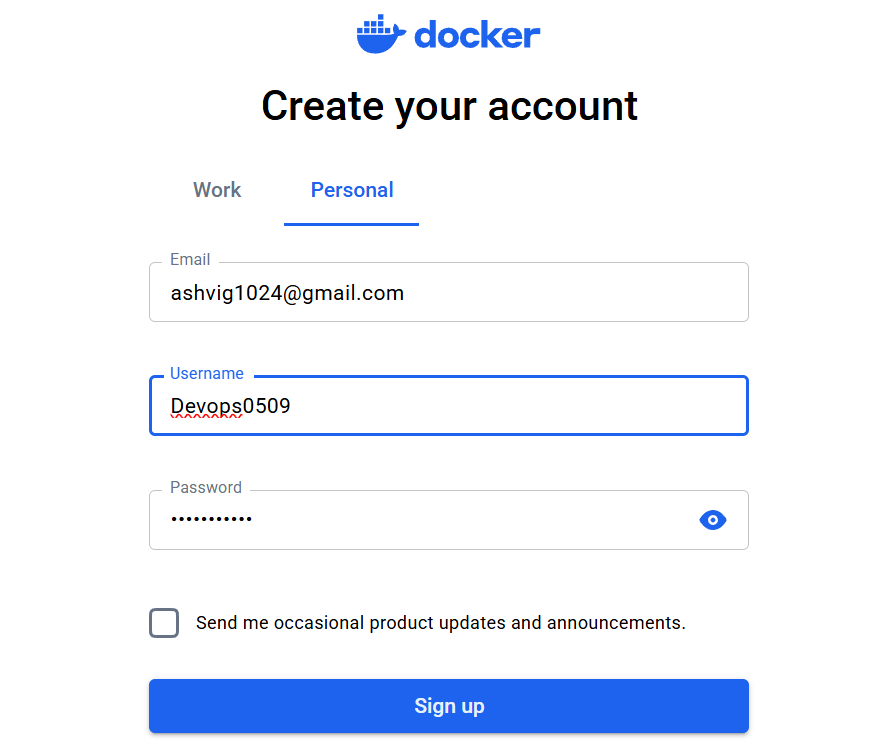 docker
Create your account
Work Personal
Email
ashvig1024@gmail.com
Username
Devops0509
Password
•••••••••••
Send me occasional product updates and announcements.
Sign up